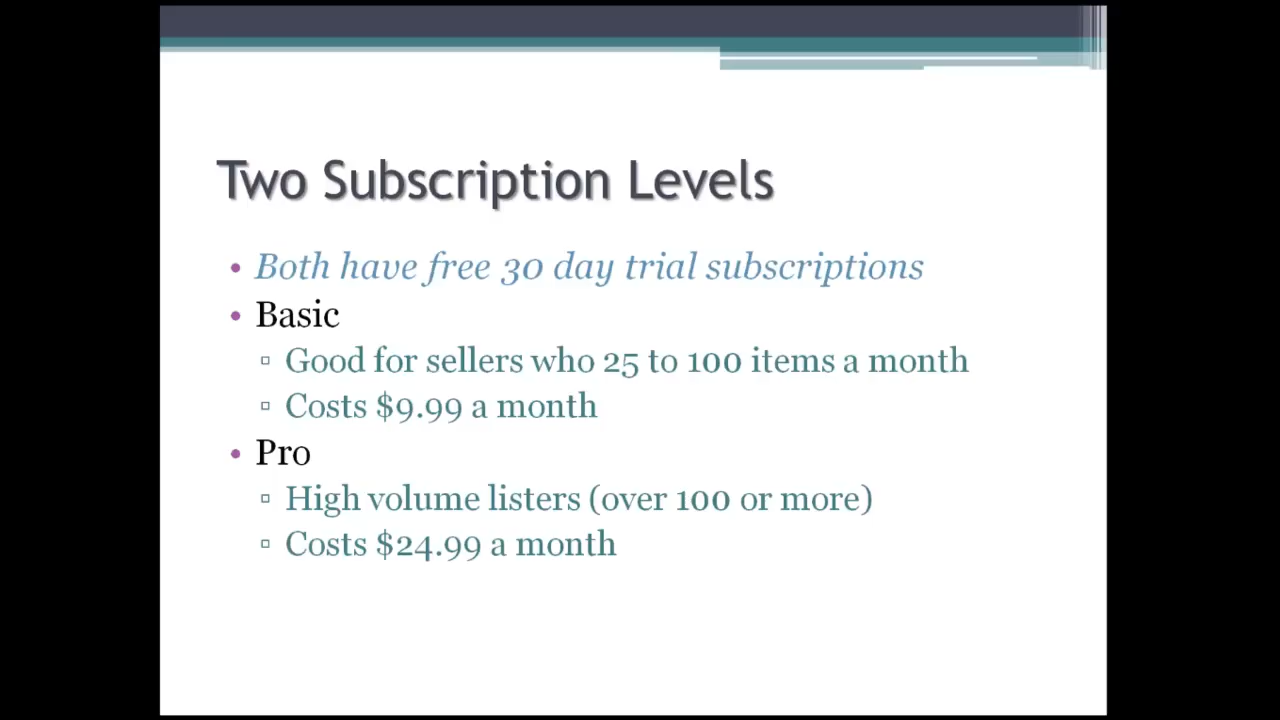 Two Subscription Levels
• Both have free 30 day trial subscriptions
• Basic
▫ Good for sellers who 25 to 100 items a month
▫ Costs $9.99 a month
• Pro
▫ High volume listers (over 100 or more)
▫ Costs $24.99 a month